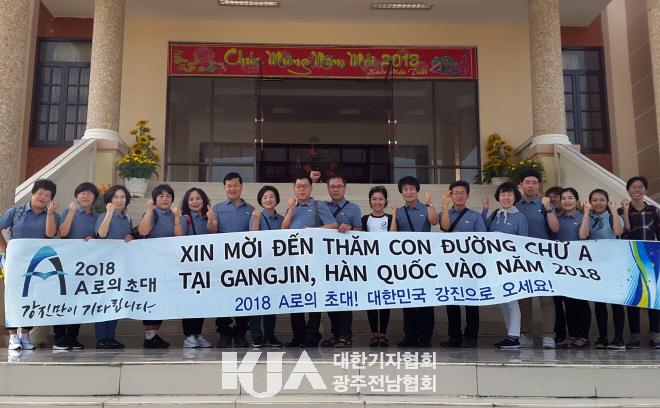 Chúc Mừng Năm Mới 2018
Xuân Mậu Tuất
2018
A로의 초대
강진만이 기다립니다.
XIN MỜI ĐẾN THĂM CON ĐƯỜNG CHỮ A
TẠI GANGJIN, HÀN QUỐC VÀO NĂM 2018
2018 A로의 초대! 대한민국 강진으로 오세요!
KJA 대한기자협회
광주전남협회